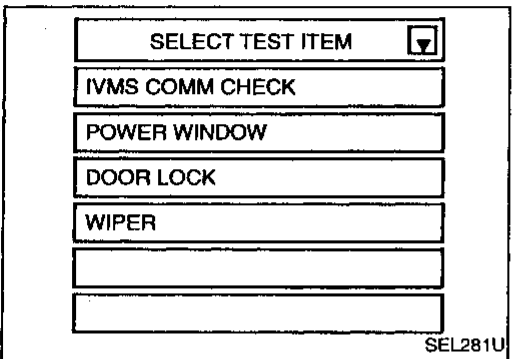 SELECT TEST ITEM
IVMS COMM CHECK
POWER WINDOW
DOOR LOCK
WIPER
SEL281U